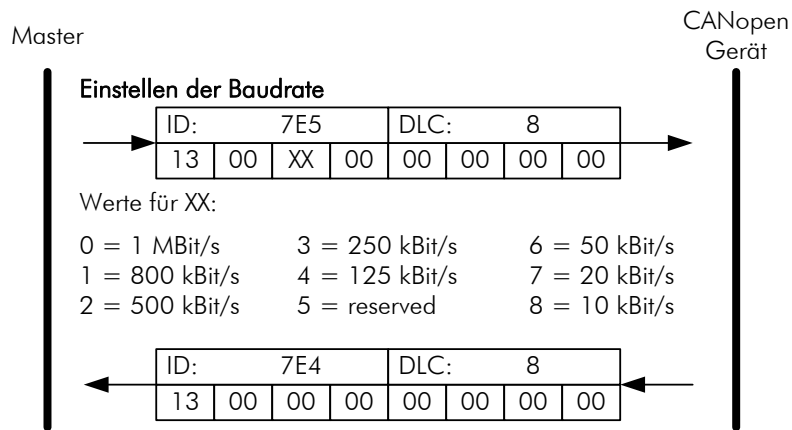 Master
CANopen
Gerät
Einstellen der Baudrate
ID: 7E5 DLC: 8
13 00 XX 00 00 00 00 00
Werte für XX:
0 = 1 MBit/s 3 = 250 kBit/s 6 = 50 kBit/s
1 = 800 kBit/s 4 = 125 kBit/s 7 = 20 kBit/s
2 = 500 kBit/s 5 = reserved 8 = 10 kBit/s
ID: 7E4 DLC: 8
13 00 00 00 00 00 00 00